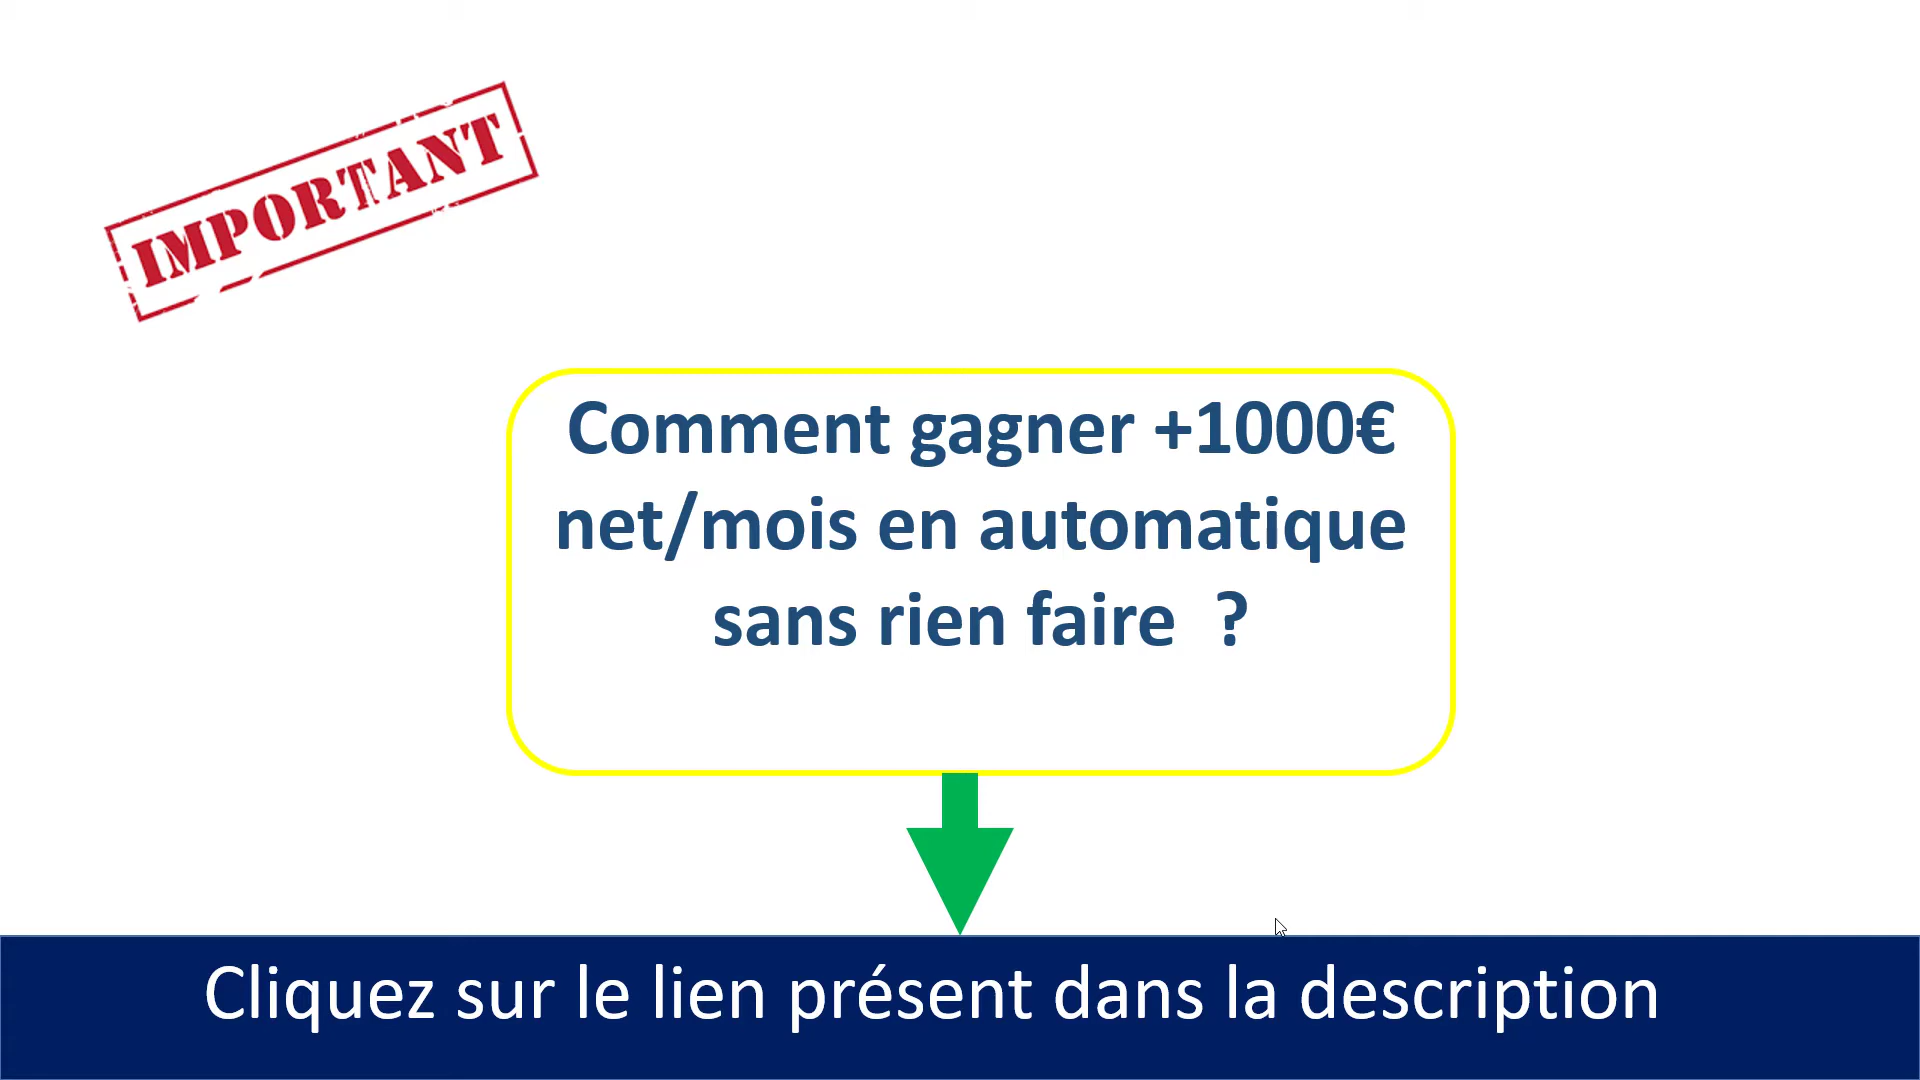 IMPORTANT
Comment gagner +1000€
net/mois en automatique
sans rien faire  ?
Cliquez sur le lien présent dans la description